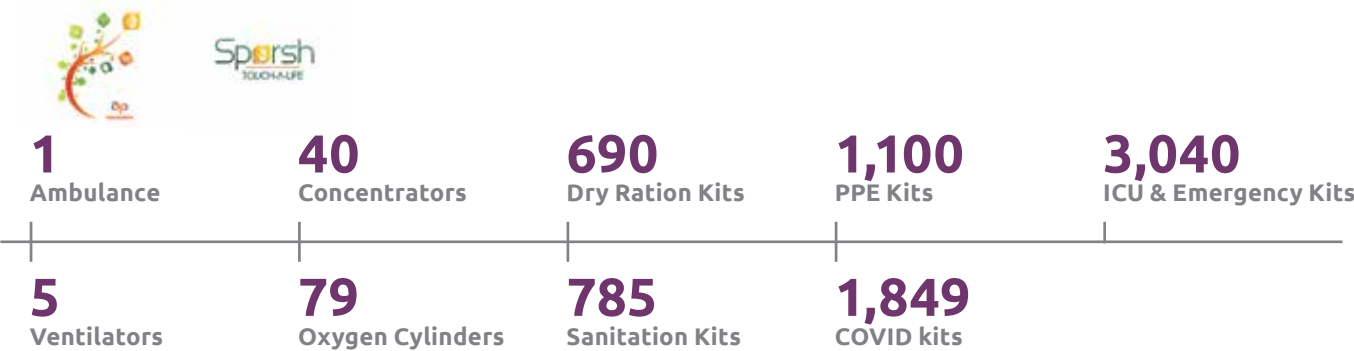 Sparsh
TOUCH-A-LIFE
1 40 690 1,100 3,040
Ambulance Concentrators Dry Ration Kits PPE Kits ICU & Emergency Kits
5 79 785 1,849
Ventilators Oxygen Cylinders Sanitation Kits COVID kits